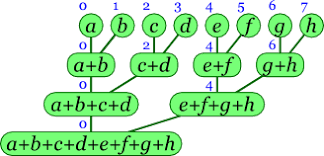 0 1 2 3 4 5 6 7
a b c d e f g h
0 2 4 6
a+b c+d e+f g+h
0 4
a+b+c+d e+f+g+h
0
a+b+c+d+e+f+g+h